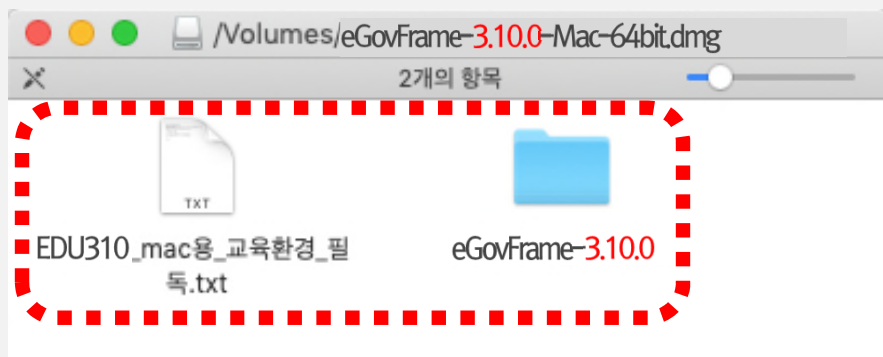 /Volumes/eGovFrame-3.10.0-Mac-64bit.dmg
2개의 항목
TXT
EDU310_mac용_교육환경_필
독.txt
eGovFrame-3.10.0